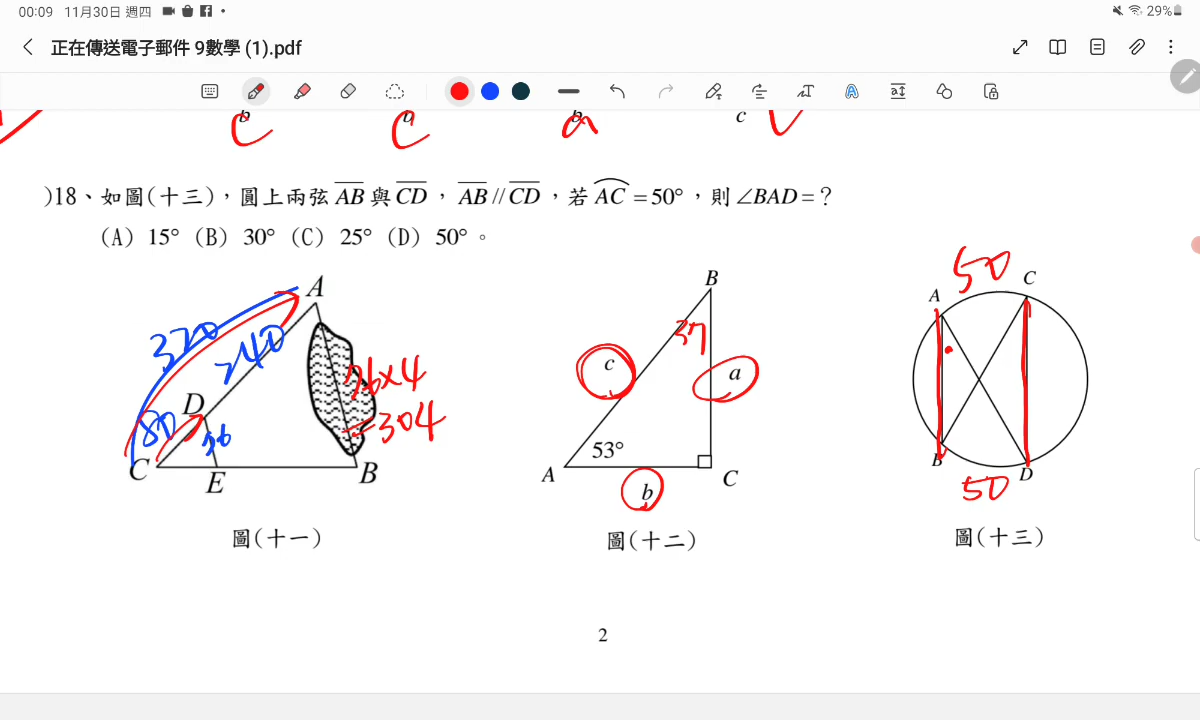 00:09 11月30日 週四 29%
正在傳送電子郵件 9數學 (1).pdf
b b b c
c c a
)18、如圖(十三)，圓上兩弦 AB 與 CD ， AB // CD ，若 AC = 50° ，則 ∠BAD = ？
(A) 15° (B) 30° (C) 25° (D) 50° 。
A 320 240 D 80 36 C E B 76×4 =304
B 37 c a 53° A b C
50 A C B D 50
圖(十一) 圖(十二) 圖(十三)
2